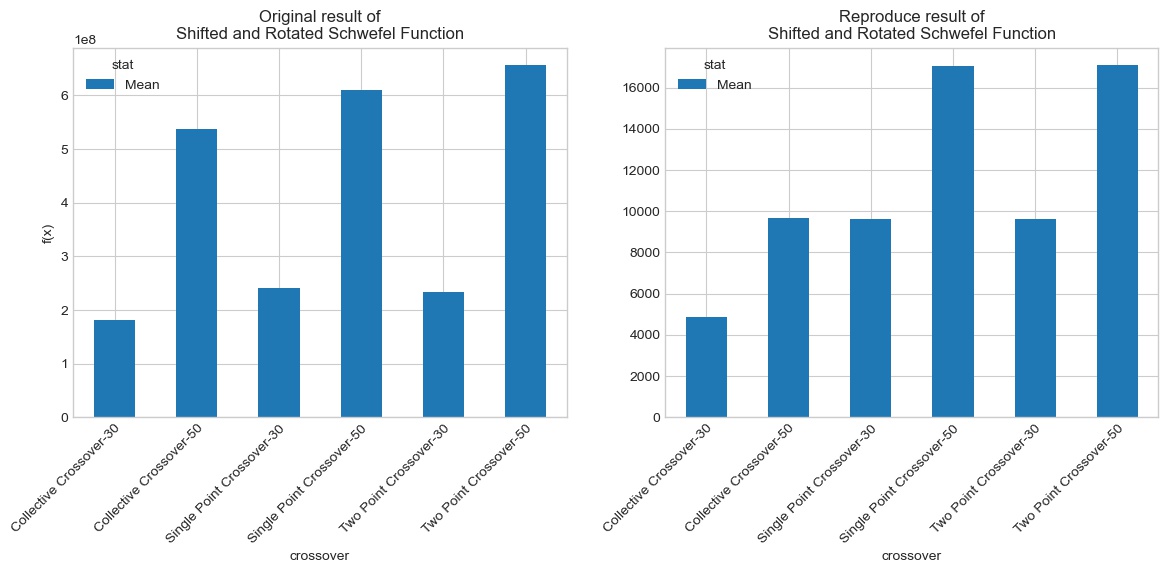 Original result of
Shifted and Rotated Schwefel Function
1e8
stat
Mean
6
5
4
3
2
1
0
f(x)
Collective Crossover-30
Collective Crossover-50
Single Point Crossover-30
Single Point Crossover-50
Two Point Crossover-30
Two Point Crossover-50
crossover
Reproduce result of
Shifted and Rotated Schwefel Function
stat
Mean
16000
14000
12000
10000
8000
6000
4000
2000
0
Collective Crossover-30
Collective Crossover-50
Single Point Crossover-30
Single Point Crossover-50
Two Point Crossover-30
Two Point Crossover-50
crossover